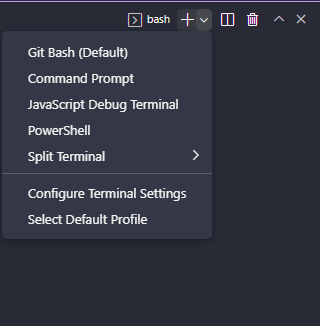 bash
Git Bash (Default)
Command Prompt
JavaScript Debug Terminal
PowerShell
Split Terminal
Configure Terminal Settings
Select Default Profile